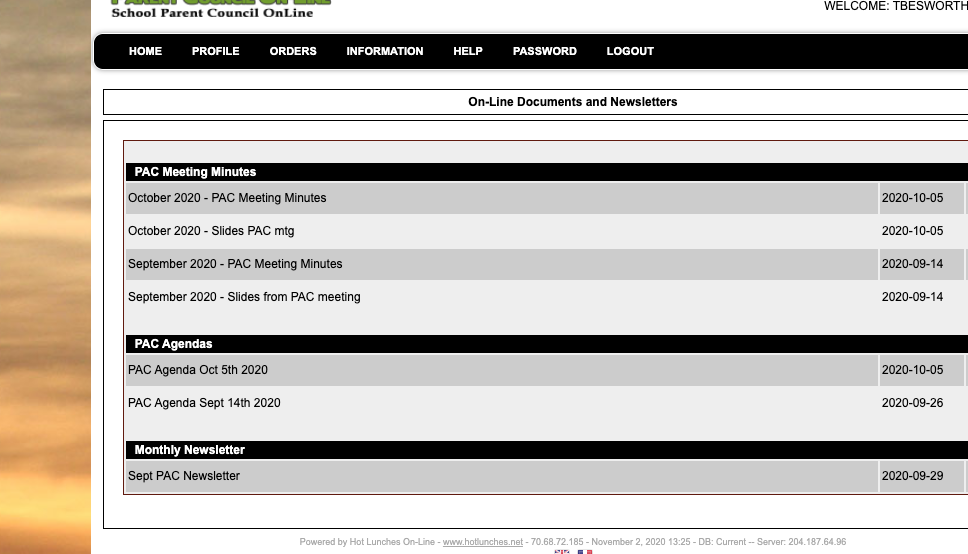 PARENT COUNCIL ON-LINE
School Parent Council OnLine
WELCOME: TBESWORTH
HOME PROFILE ORDERS INFORMATION HELP PASSWORD LOGOUT
On-Line Documents and Newsletters
PAC Meeting Minutes
October 2020 - PAC Meeting Minutes 2020-10-05
October 2020 - Slides PAC mtg 2020-10-05
September 2020 - PAC Meeting Minutes 2020-09-14
September 2020 - Slides from PAC meeting 2020-09-14
PAC Agendas
PAC Agenda Oct 5th 2020 2020-10-05
PAC Agenda Sept 14th 2020 2020-09-26
Monthly Newsletter
Sept PAC Newsletter 2020-09-29
Powered by Hot Lunches On-Line - www.hotlunches.net - 70.68.72.185 - November 2, 2020 13:25 - DB: Current -- Server: 204.187.64.96